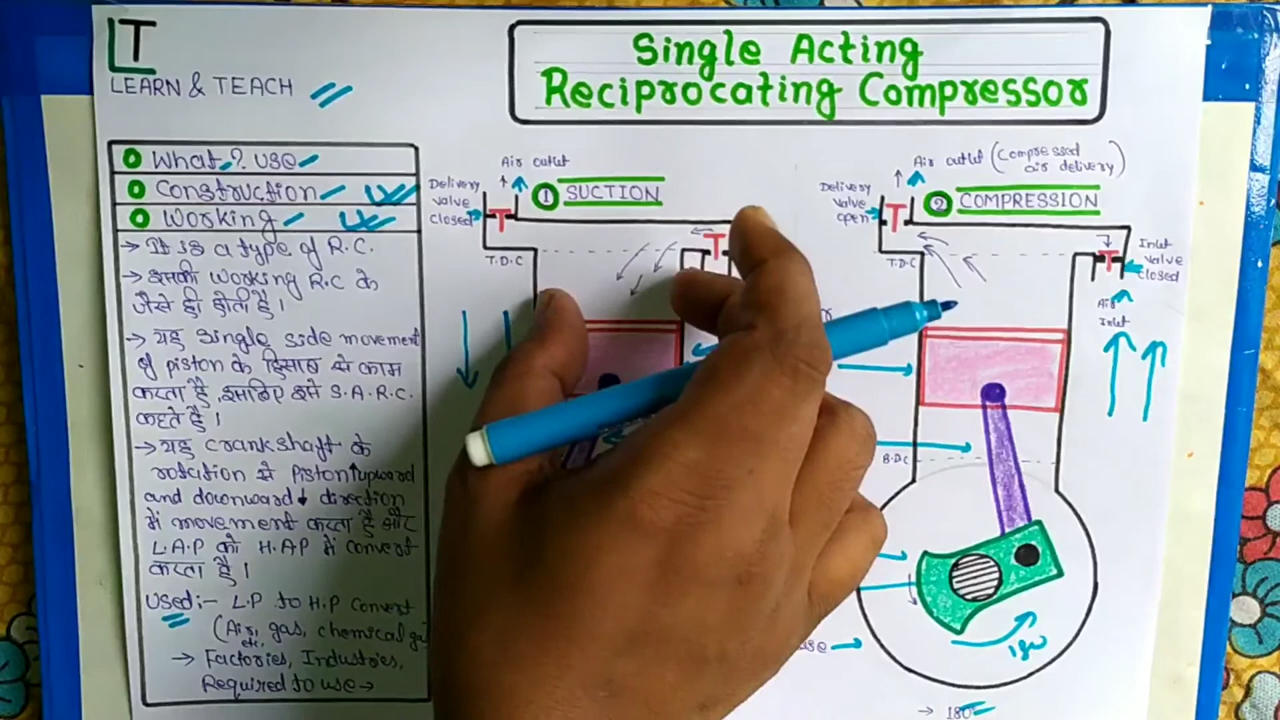 LT
LEARN & TEACH
Single Acting
Reciprocating Compressor
What? use
Construction
Working
→ It is a type of R.C.
→ इसकी working R.C के
जैसे ही होती है।
→ यह Single side movement
of piston के हिसाब से काम
करता है, इसलिए इसे S.A.R.C.
कहते है।
→ यह crankshaft के
rotation से piston↑upward
and downward↓ direction
में movement करता है और
L.A.P को H.A.P में convert
करता है।
Used:- L.P to H.P Convert
(Air, gas, chemical ga
etc.
→ Factories, Industries,
Required to use →
Air outlet
① SUCTION
Delivery
valve
closed
T.D.C
Air outlet (Compressed
air delivery)
② COMPRESSION
Delivery
valve
open
T.D.C
Inlet
valve
closed
Air
Inlet
B.D.C
180
→ 180°